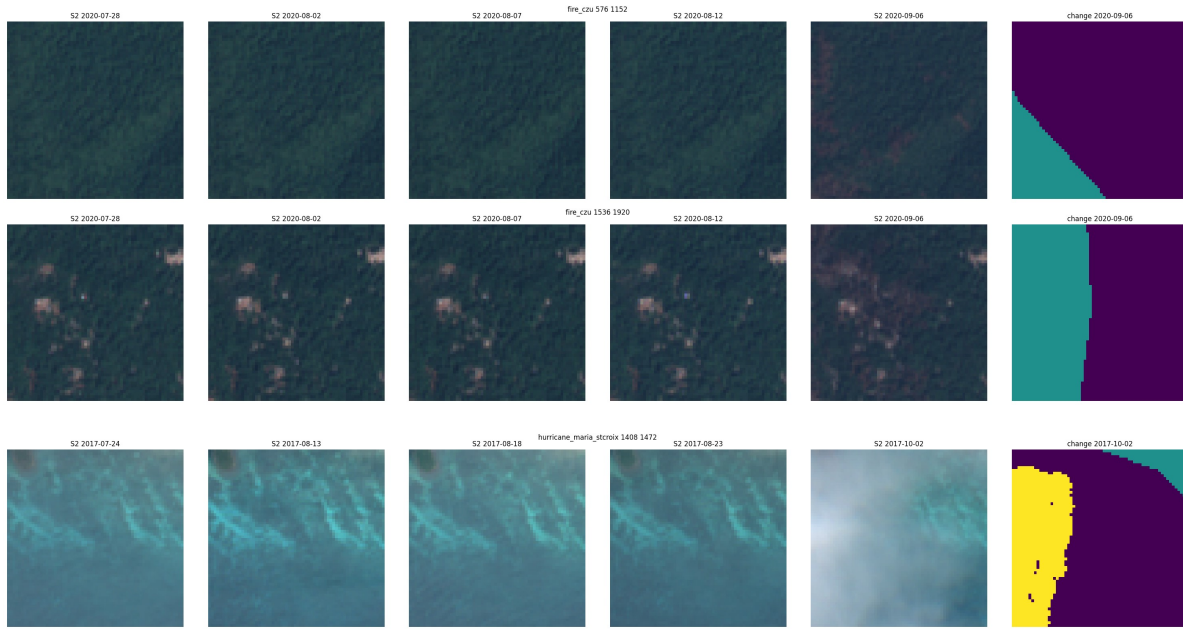 fire_czu 576 1152
S2 2020-07-28
S2 2020-08-02
S2 2020-08-07
S2 2020-08-12
S2 2020-09-06
change 2020-09-06
fire_czu 1536 1920
S2 2020-07-28
S2 2020-08-02
S2 2020-08-07
S2 2020-08-12
S2 2020-09-06
change 2020-09-06
hurricane_maria_stcroix 1408 1472
S2 2017-07-24
S2 2017-08-13
S2 2017-08-18
S2 2017-08-23
S2 2017-10-02
change 2017-10-02